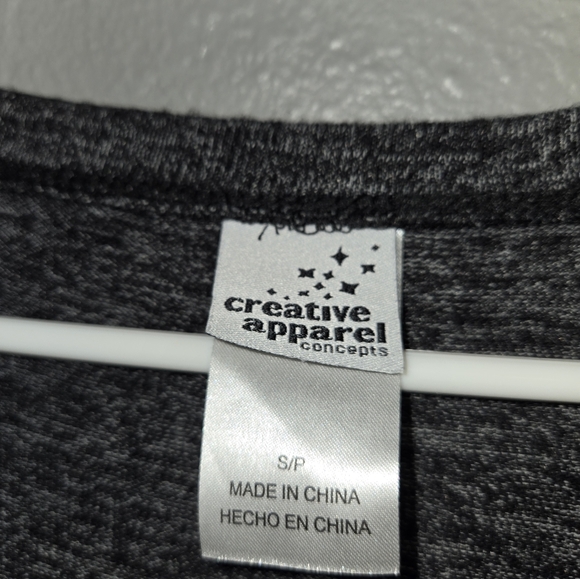 creative
apparel
concepts
S/P
MADE IN CHINA
HECHO EN CHINA